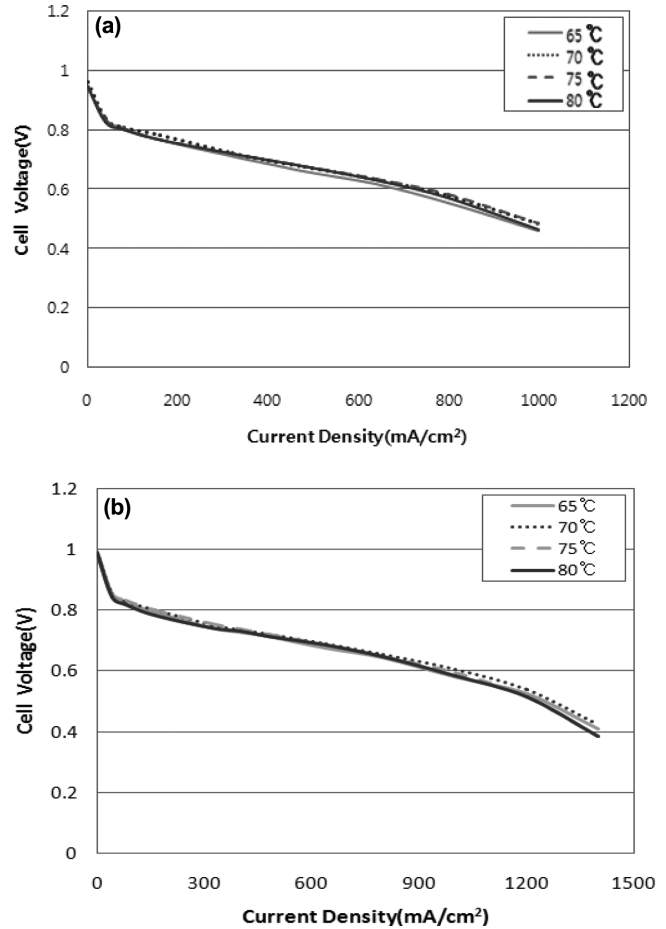 (a)
1.2
1
0.8
0.6
0.4
0.2
0
Cell Voltage(V)
65℃
70℃
75℃
80℃
0 200 400 600 800 1000 1200
Current Density(mA/cm²)
(b)
1.2
1
0.8
0.6
0.4
0.2
0
Cell Voltage(V)
65℃
70℃
75℃
80℃
0 300 600 900 1200 1500
Current Density(mA/cm²)